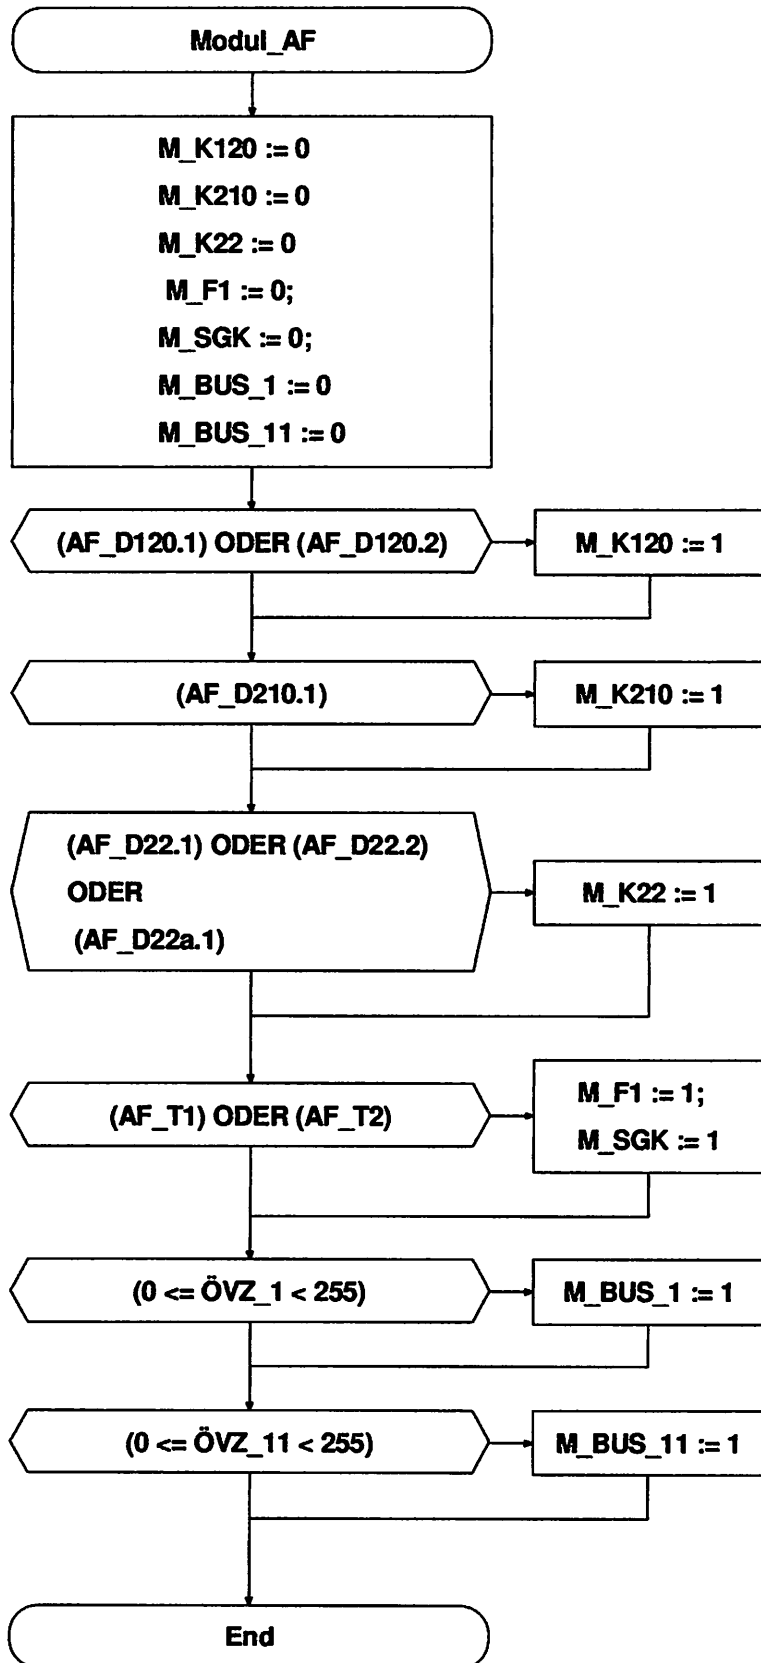 Modul_AF
M_K120 := 0
M_K210 := 0
M_K22 := 0
M_F1 := 0;
M_SGK := 0;
M_BUS_1 := 0
M_BUS_11 := 0
(AF_D120.1) ODER (AF_D120.2)
M_K120 := 1
(AF_D210.1)
M_K210 := 1
(AF_D22.1) ODER (AF_D22.2)
ODER
(AF_D22a.1)
M_K22 := 1
(AF_T1) ODER (AF_T2)
M_F1 := 1;
M_SGK := 1
(0 <= ÖVZ_1 < 255)
M_BUS_1 := 1
(0 <= ÖVZ_11 < 255)
M_BUS_11 := 1
End